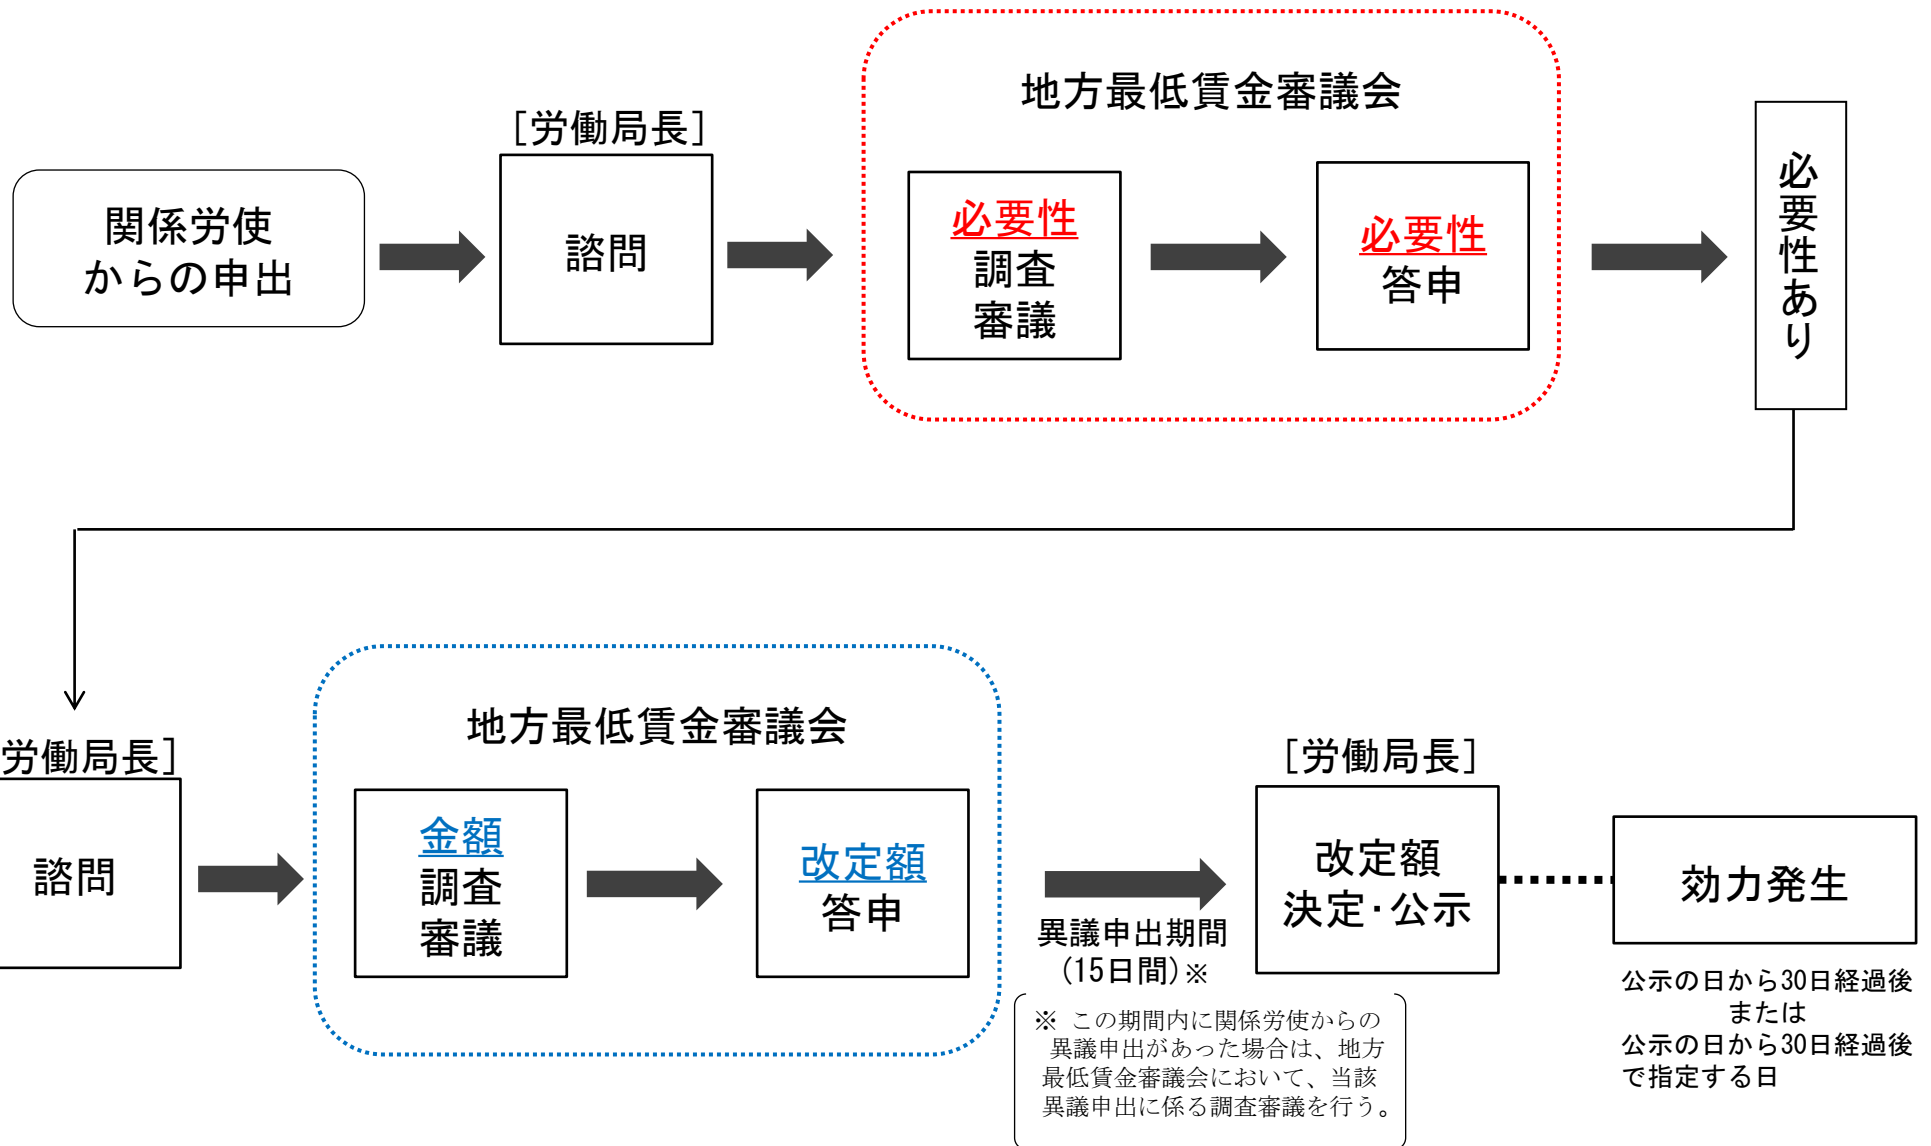 地方最低賃金審議会
［労働局長］
関係労使
からの申出
諮問
必要性
調査
審議
必要性
答申
必要性あり
労働局長］
諮問
地方最低賃金審議会
金額
調査
審議
改定額
答申
異議申出期間
(15日間)※
※ この期間内に関係労使からの
異議申出があった場合は、地方
最低賃金審議会において、当該
異議申出に係る調査審議を行う。
［労働局長］
改定額
決定･公示
効力発生
公示の日から30日経過後
または
公示の日から30日経過後
で指定する日